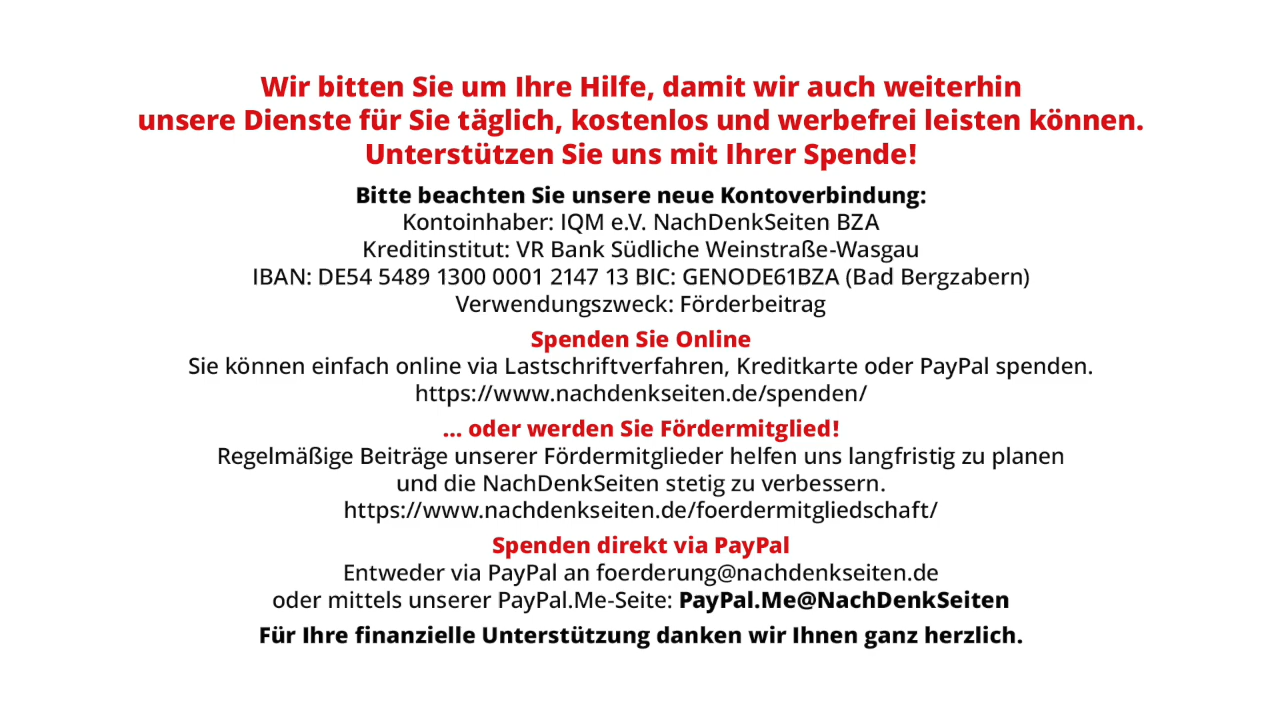 Wir bitten Sie um Ihre Hilfe, damit wir auch weiterhin
unsere Dienste für Sie täglich, kostenlos und werbefrei leisten können.
Unterstützen Sie uns mit Ihrer Spende!
Bitte beachten Sie unsere neue Kontoverbindung:
Kontoinhaber: IQM e.V. NachDenkSeiten BZA
Kreditinstitut: VR Bank Südliche Weinstraße-Wasgau
IBAN: DE54 5489 1300 0001 2147 13 BIC: GENODE61BZA (Bad Bergzabern)
Verwendungszweck: Förderbeitrag
Spenden Sie Online
Sie können einfach online via Lastschriftverfahren, Kreditkarte oder PayPal spenden.
https://www.nachdenkseiten.de/spenden/
... oder werden Sie Fördermitglied!
Regelmäßige Beiträge unserer Fördermitglieder helfen uns langfristig zu planen
und die NachDenkSeiten stetig zu verbessern.
https://www.nachdenkseiten.de/foerdermitgliedschaft/
Spenden direkt via PayPal
Entweder via PayPal an foerderung@nachdenkseiten.de
oder mittels unserer PayPal.Me-Seite: PayPal.Me@NachDenkSeiten
Für Ihre finanzielle Unterstützung danken wir Ihnen ganz herzlich.